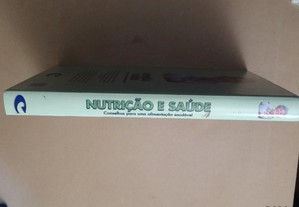 NUTRIÇÃO E SAÚDE
Conselhos para uma alimentação saudável